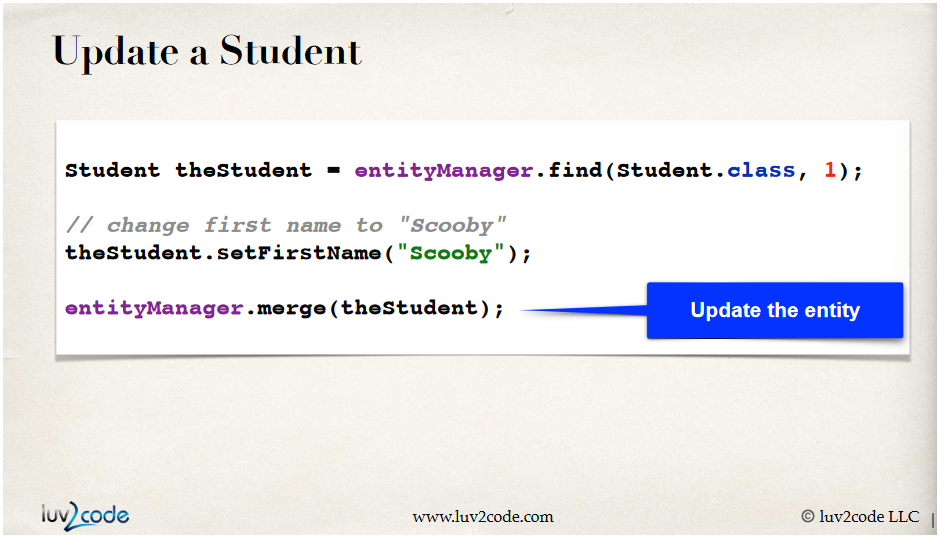 Update a Student
Student theStudent = entityManager.find(Student.class, 1);
// change first name to "Scooby"
theStudent.setFirstName("Scooby");
entityManager.merge(theStudent);
Update the entity
luv2code
www.luv2code.com
© luv2code LLC